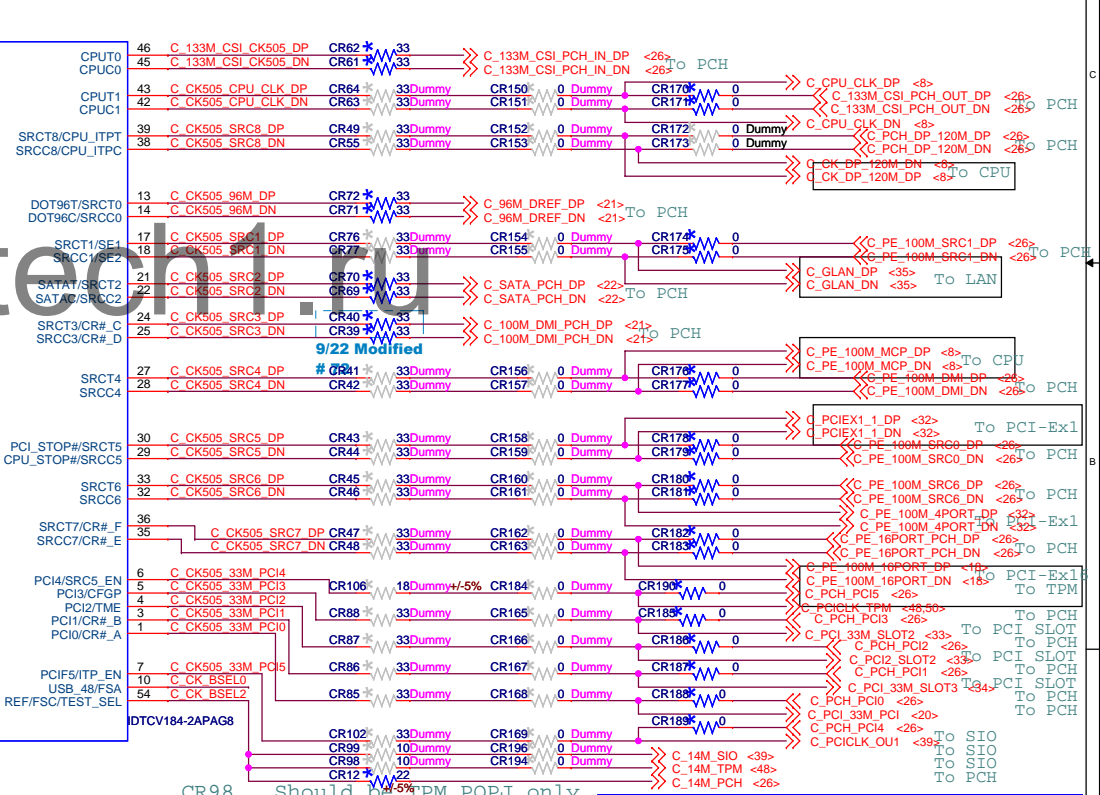 C
CPUT0 46 C_133M_CSI_CK505_DP CR62 * 33 C_133M_CSI_PCH_IN_DP <26>
CPUC0 45 C_133M_CSI_CK505_DN CR61 * 33 C_133M_CSI_PCH_IN_DN <26> To PCH
C_CPU_CLK_DP <8>
CPUT1 43 C_CK505_CPU_CLK_DP CR64 * 33Dummy CR150 * 0 Dummy CR170* 0 C_133M_CSI_PCH_OUT_DP <26>
CPUC1 42 C_CK505_CPU_CLK_DN CR63 * 33Dummy CR151 * 0 Dummy CR171* 0 C_133M_CSI_PCH_OUT_DN <26> To PCH
C_CPU_CLK_DN <8>
SRCT8/CPU_ITPT 39 C_CK505_SRC8_DP CR49 * 33Dummy CR152 * 0 Dummy CR172 * 0 Dummy C_PCH_DP_120M_DP <26>
SRCC8/CPU_ITPC 38 C_CK505_SRC8_DN CR55 * 33Dummy CR153 * 0 Dummy CR173 * 0 Dummy C_PCH_DP_120M_DN <26> To PCH
C_CK_DP_120M_DN <8>
C_CK_DP_120M_DP <8> To CPU
DOT96T/SRCT0 13 C_CK505_96M_DP CR72 * 33 C_96M_DREF_DP <21>
DOT96C/SRCC0 14 C_CK505_96M_DN CR71 * 33 C_96M_DREF_DN <21> To PCH
SRCT1/SE1 17 C_CK505_SRC1_DP CR76 * 33Dummy CR154 * 0 Dummy CR174* 0 C_PE_100M_SRC1_DP <26>
SRCC1/SE2 18 C_CK505_SRC1_DN CR77 * 33Dummy CR155 * 0 Dummy CR175* 0 C_PE_100M_SRC1_DN <26> To PCH
C_GLAN_DP <35>
C_GLAN_DN <35> To LAN
tech1.ru
SATAT/SRCT2 21 C_CK505_SRC2_DP CR70 * 33 C_SATA_PCH_DP <22>
SATAC/SRCC2 22 C_CK505_SRC2_DN CR69 * 33 C_SATA_PCH_DN <22> To PCH
SRCT3/CR#_C 24 C_CK505_SRC3_DP CR40 * 33 C_100M_DMI_PCH_DP <21>
SRCC3/CR#_D 25 C_CK505_SRC3_DN CR39 * 33 C_100M_DMI_PCH_DN <21> To PCH
9/22 Modified
C_PE_100M_MCP_DP <8>
C_PE_100M_MCP_DN <8> To CPU
SRCT4 27 C_CK505_SRC4_DP CR41 * 33Dummy CR156 * 0 Dummy CR176* 0 C_PE_100M_DMI_DP <26>
SRCC4 28 C_CK505_SRC4_DN CR42 * 33Dummy CR157 * 0 Dummy CR177* 0 C_PE_100M_DMI_DN <26> To PCH
C_PCIEX1_1_DP <32>
C_PCIEX1_1_DN <32> To PCI-Ex1
PCI_STOP#/SRCT5 30 C_CK505_SRC5_DP CR43 * 33Dummy CR158 * 0 Dummy CR178* 0 C_PE_100M_SRC0_DP <26>
CPU_STOP#/SRCC5 29 C_CK505_SRC5_DN CR44 * 33Dummy CR159 * 0 Dummy CR179* 0 C_PE_100M_SRC0_DN <26> To PCH
B
SRCT6 33 C_CK505_SRC6_DP CR45 * 33Dummy CR160 * 0 Dummy CR180* 0 C_PE_100M_SRC6_DP <26>
SRCC6 32 C_CK505_SRC6_DN CR46 * 33Dummy CR161 * 0 Dummy CR181* 0 C_PE_100M_SRC6_DN <26> To PCH
C_PE_100M_4PORT_DP <32>
C_PE_100M_4PORT_DN <32> To PCI-Ex1
SRCT7/CR#_F 36 C_CK505_SRC7_DP CR47 * 33Dummy CR162 * 0 Dummy CR182* 0 C_PE_16PORT_PCH_DP <26>
SRCC7/CR#_E 35 C_CK505_SRC7_DN CR48 * 33Dummy CR163 * 0 Dummy CR183* 0 C_PE_16PORT_PCH_DN <26> To PCH
C_PE_100M_16PORT_DP <18>
C_PE_100M_16PORT_DN <18> To PCI-Ex16
PCI4/SRC5_EN 6 C_CK505_33M_PCI4
PCI3/CFGP 5 C_CK505_33M_PCI3 CR106 * 18Dummy+/-5% CR184 * 0 Dummy CR190* 0 C_PCH_PCI5 <26> To TPM
PCI2/TME 4 C_CK505_33M_PCI2 C_PCICLK_TPM <48,50>
PCI1/CR#_B 3 C_CK505_33M_PCI1 CR88 * 33Dummy CR165 * 0 Dummy CR185* 0 C_PCH_PCI3 <26> To PCH
PCI0/CR#_A 1 C_CK505_33M_PCI0 C_PCI_33M_SLOT2 <33> To PCI SLOT
CR87 * 33Dummy CR166 * 0 Dummy CR186* 0 C_PCH_PCI2 <26> To PCH
C_PCI2_SLOT2 <33> To PCI SLOT
PCIF5/ITP_EN 7 C_CK505_33M_PCI5 CR86 * 33Dummy CR167 * 0 Dummy CR187* 0 C_PCH_PCI1 <26> To PCH
USB_48/FSA 10 C_CK_BSEL0 C_PCI_33M_SLOT3 <34> To PCI SLOT
REF/FSC/TEST_SEL 54 C_CK_BSEL2 CR85 * 33Dummy CR168 * 0 Dummy CR188* 0 C_PCH_PCI0 <26> To PCH
C_PCI_33M_PCI <20> To PCH
IDTCV184-2APAG8 CR189* 0 C_PCH_PCI4 <26>
CR102 * 33Dummy CR169 * 0 Dummy C_PCICLK_OU1 <39> To SIO
CR99 * 10Dummy CR196 * 0 Dummy C_14M_SIO <39> To SIO
CR98 * 10Dummy CR194 * 0 Dummy C_14M_TPM <48> To SIO
CR12 * 22 +/-5% C_14M_PCH <26> To PCH
CR98 Should be TPM POPJ only